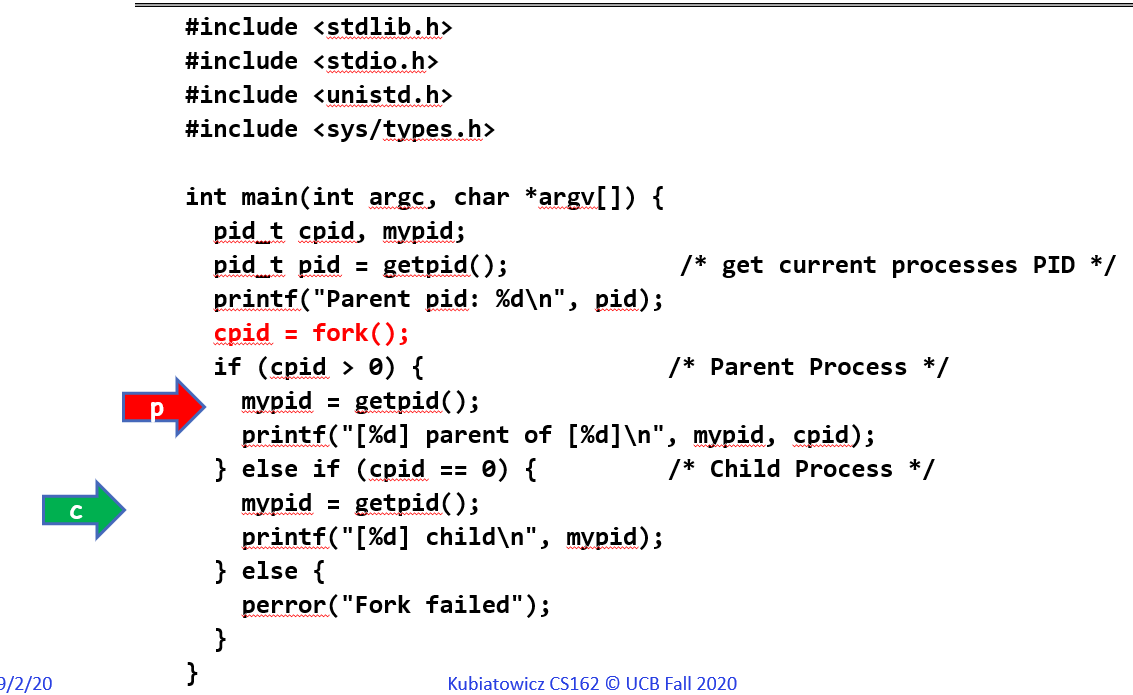 #include <stdlib.h>
#include <stdio.h>
#include <unistd.h>
#include <sys/types.h>
int main(int argc, char *argv[]) {
pid_t cpid, mypid;
pid_t pid = getpid(); /* get current processes PID */
printf("Parent pid: %d\n", pid);
cpid = fork();
if (cpid > 0) { /* Parent Process */
p mypid = getpid();
printf("[%d] parent of [%d]\n", mypid, cpid);
} else if (cpid == 0) { /* Child Process */
c mypid = getpid();
printf("[%d] child\n", mypid);
} else {
perror("Fork failed");
}
}
9/2/20 Kubiatowicz CS162 © UCB Fall 2020